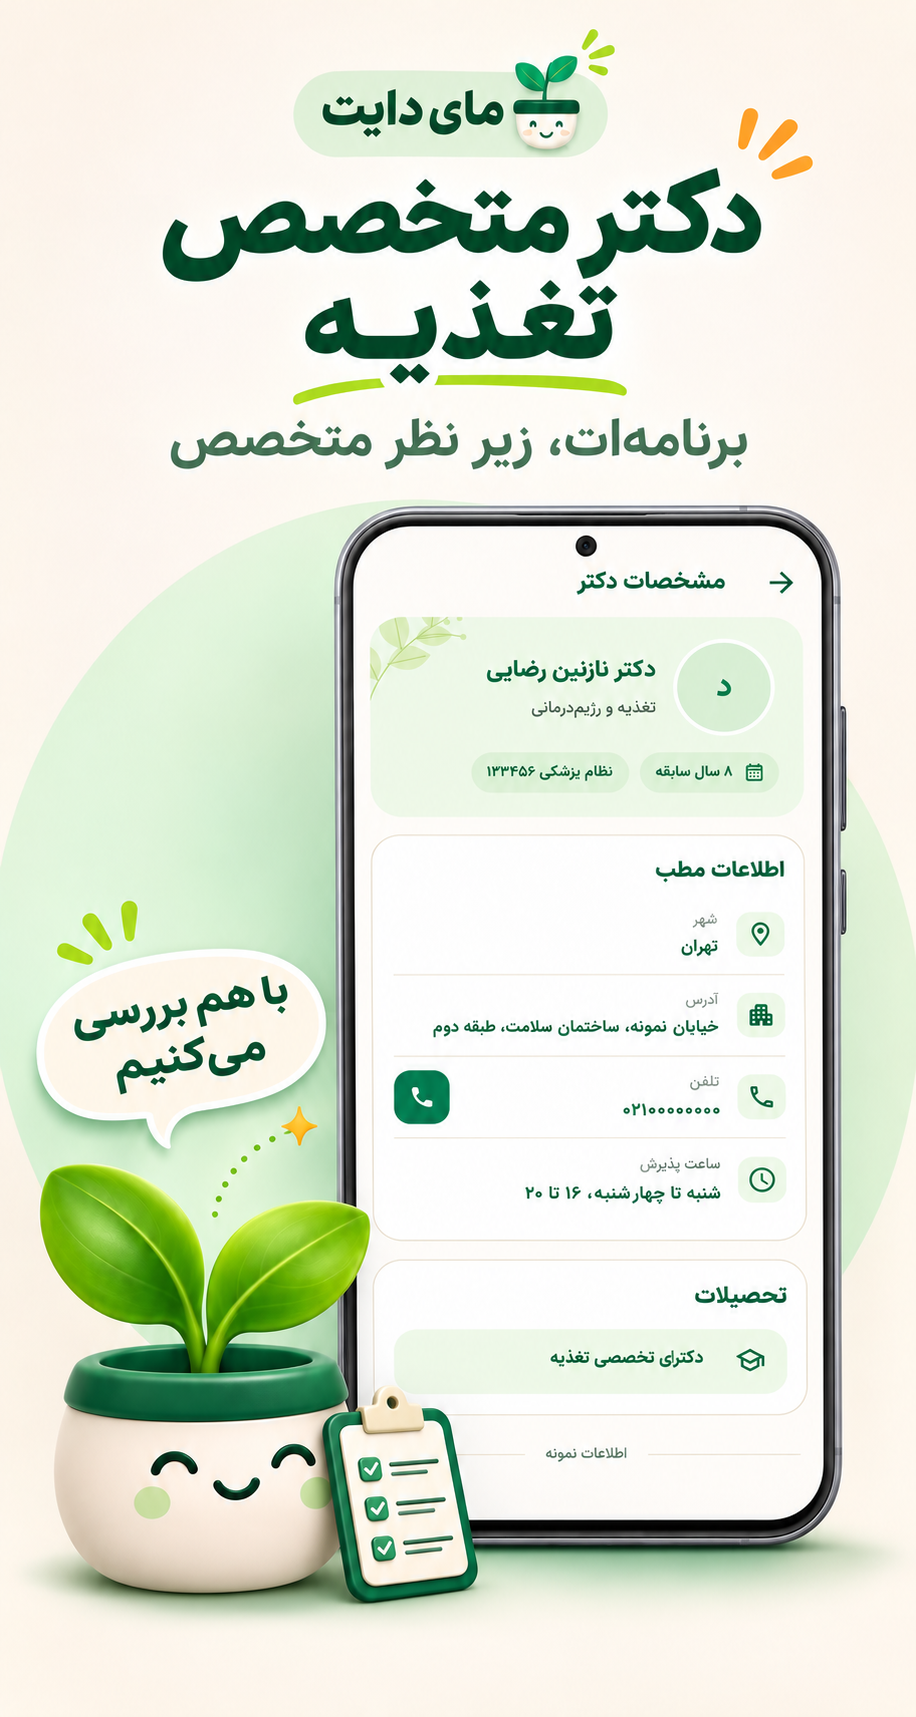 مای دایت
دکتر متخصص
تغذیه
برنامه‌ات، زیر نظر متخصص
مشخصات دکتر
د
دکتر نازنین رضایی
تغذیه و رژیم‌درمانی
۸ سال سابقه
نظام پزشکی ۱۲۳۴۵۶
اطلاعات مطب
شهر
تهران
آدرس
خیابان نمونه، ساختمان سلامت، طبقه دوم
تلفن
۰۲۱۰۰۰۰۰۰۰۰
ساعت پذیرش
شنبه تا چهارشنبه، ۱۶ تا ۲۰
تحصیلات
دکترای تخصصی تغذیه
اطلاعات نمونه
با هم بررسی
می‌کنیم